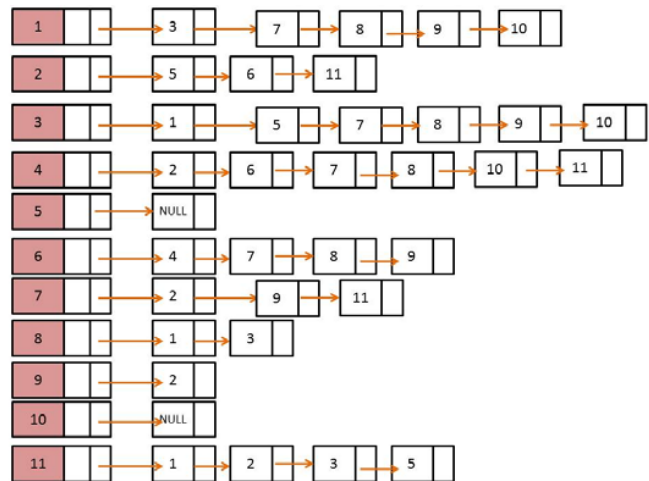 1 3 7 8 9 10
2 5 6 11
3 1 5 7 8 9 10
4 2 6 7 8 10 11
5 NULL
6 4 7 8 9
7 2 9 11
8 1 3
9 2
10 NULL
11 1 2 3 5